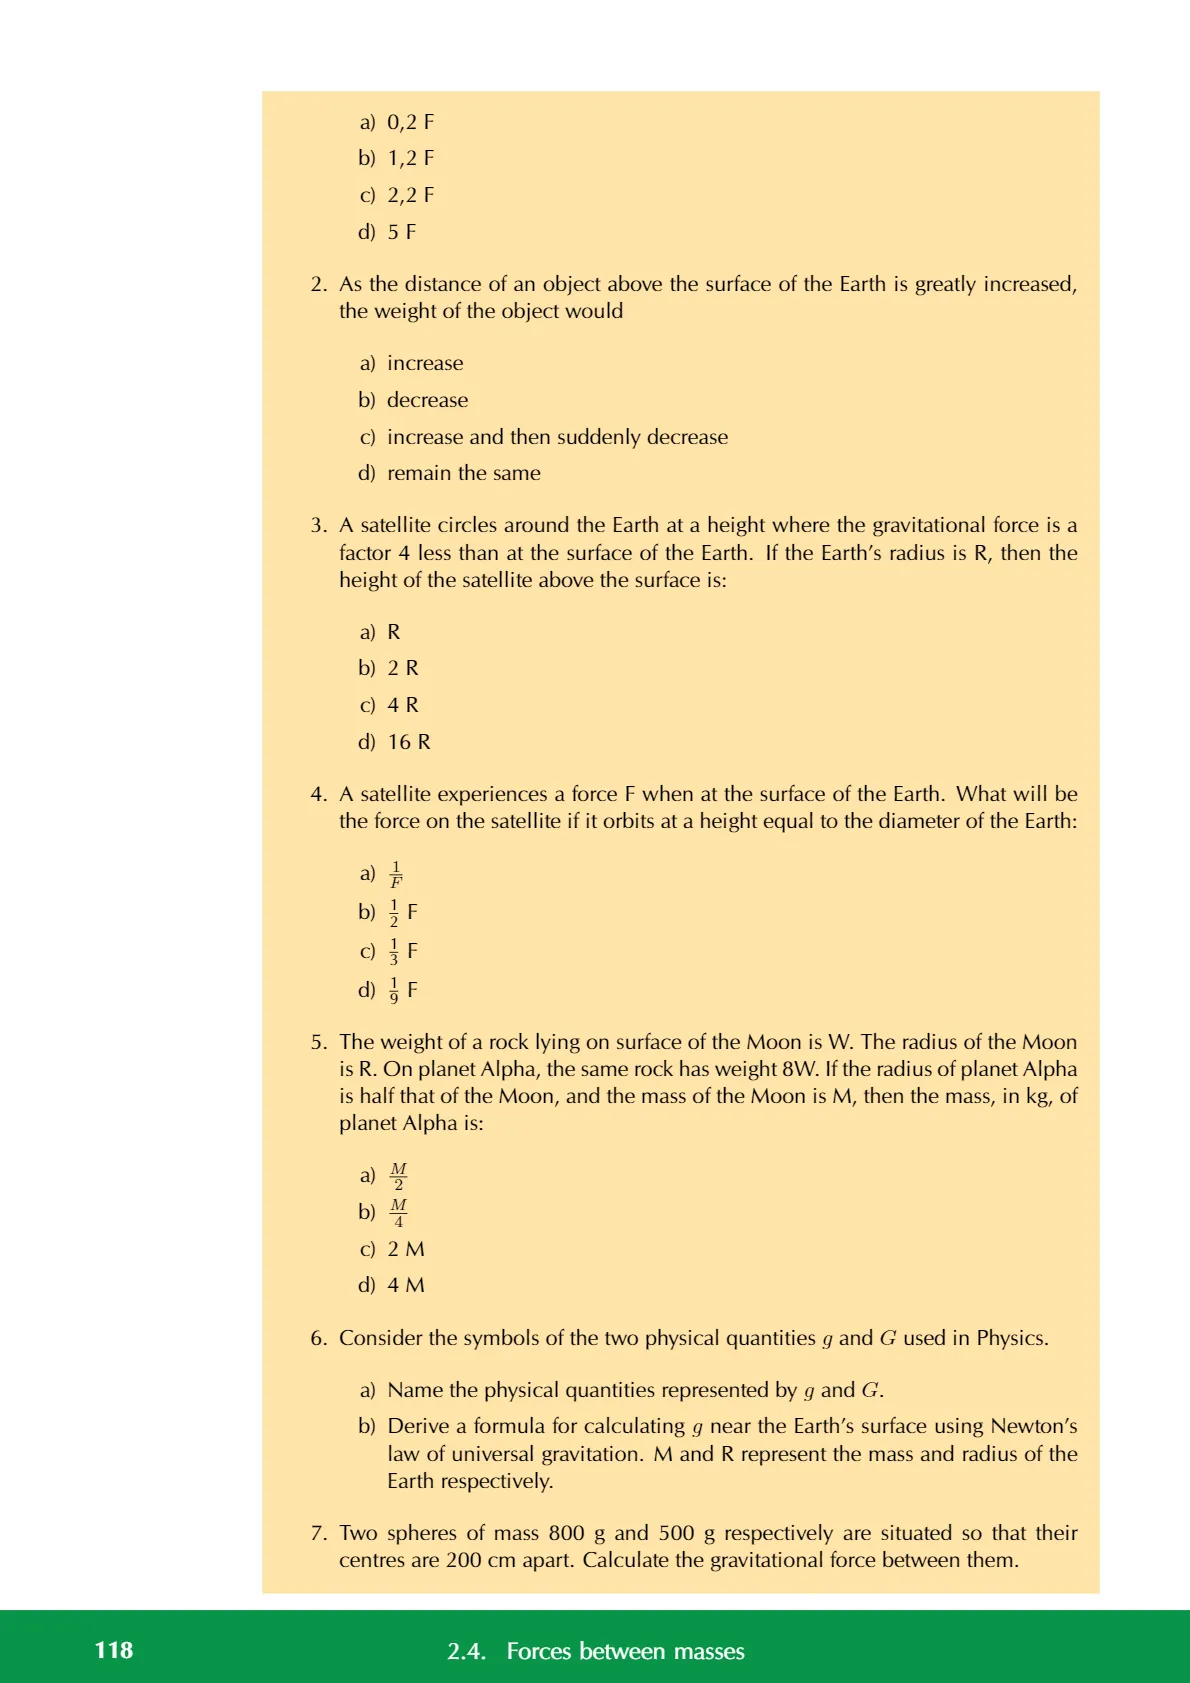 a) 0,2 F
b) 1,2 F
c) 2,2 F
d) 5 F
2. As the distance of an object above the surface of the Earth is greatly increased,
the weight of the object would
a) increase
b) decrease
c) increase and then suddenly decrease
d) remain the same
3. A satellite circles around the Earth at a height where the gravitational force is a
factor 4 less than at the surface of the Earth. If the Earth's radius is R, then the
height of the satellite above the surface is:
a) R
b) 2 R
c) 4 R
d) 16 R
4. A satellite experiences a force F when at the surface of the Earth. What will be
the force on the satellite if it orbits at a height equal to the diameter of the Earth:
a) 1/F
b) 1/2 F
c) 1/3 F
d) 1/9 F
5. The weight of a rock lying on surface of the Moon is W. The radius of the Moon
is R. On planet Alpha, the same rock has weight 8W. If the radius of planet Alpha
is half that of the Moon, and the mass of the Moon is M, then the mass, in kg, of
planet Alpha is:
a) M/2
b) M/4
c) 2 M
d) 4 M
6. Consider the symbols of the two physical quantities g and G used in Physics.
a) Name the physical quantities represented by g and G.
b) Derive a formula for calculating g near the Earth's surface using Newton's
law of universal gravitation. M and R represent the mass and radius of the
Earth respectively.
7. Two spheres of mass 800 g and 500 g respectively are situated so that their
centres are 200 cm apart. Calculate the gravitational force between them.
118 2.4. Forces between masses